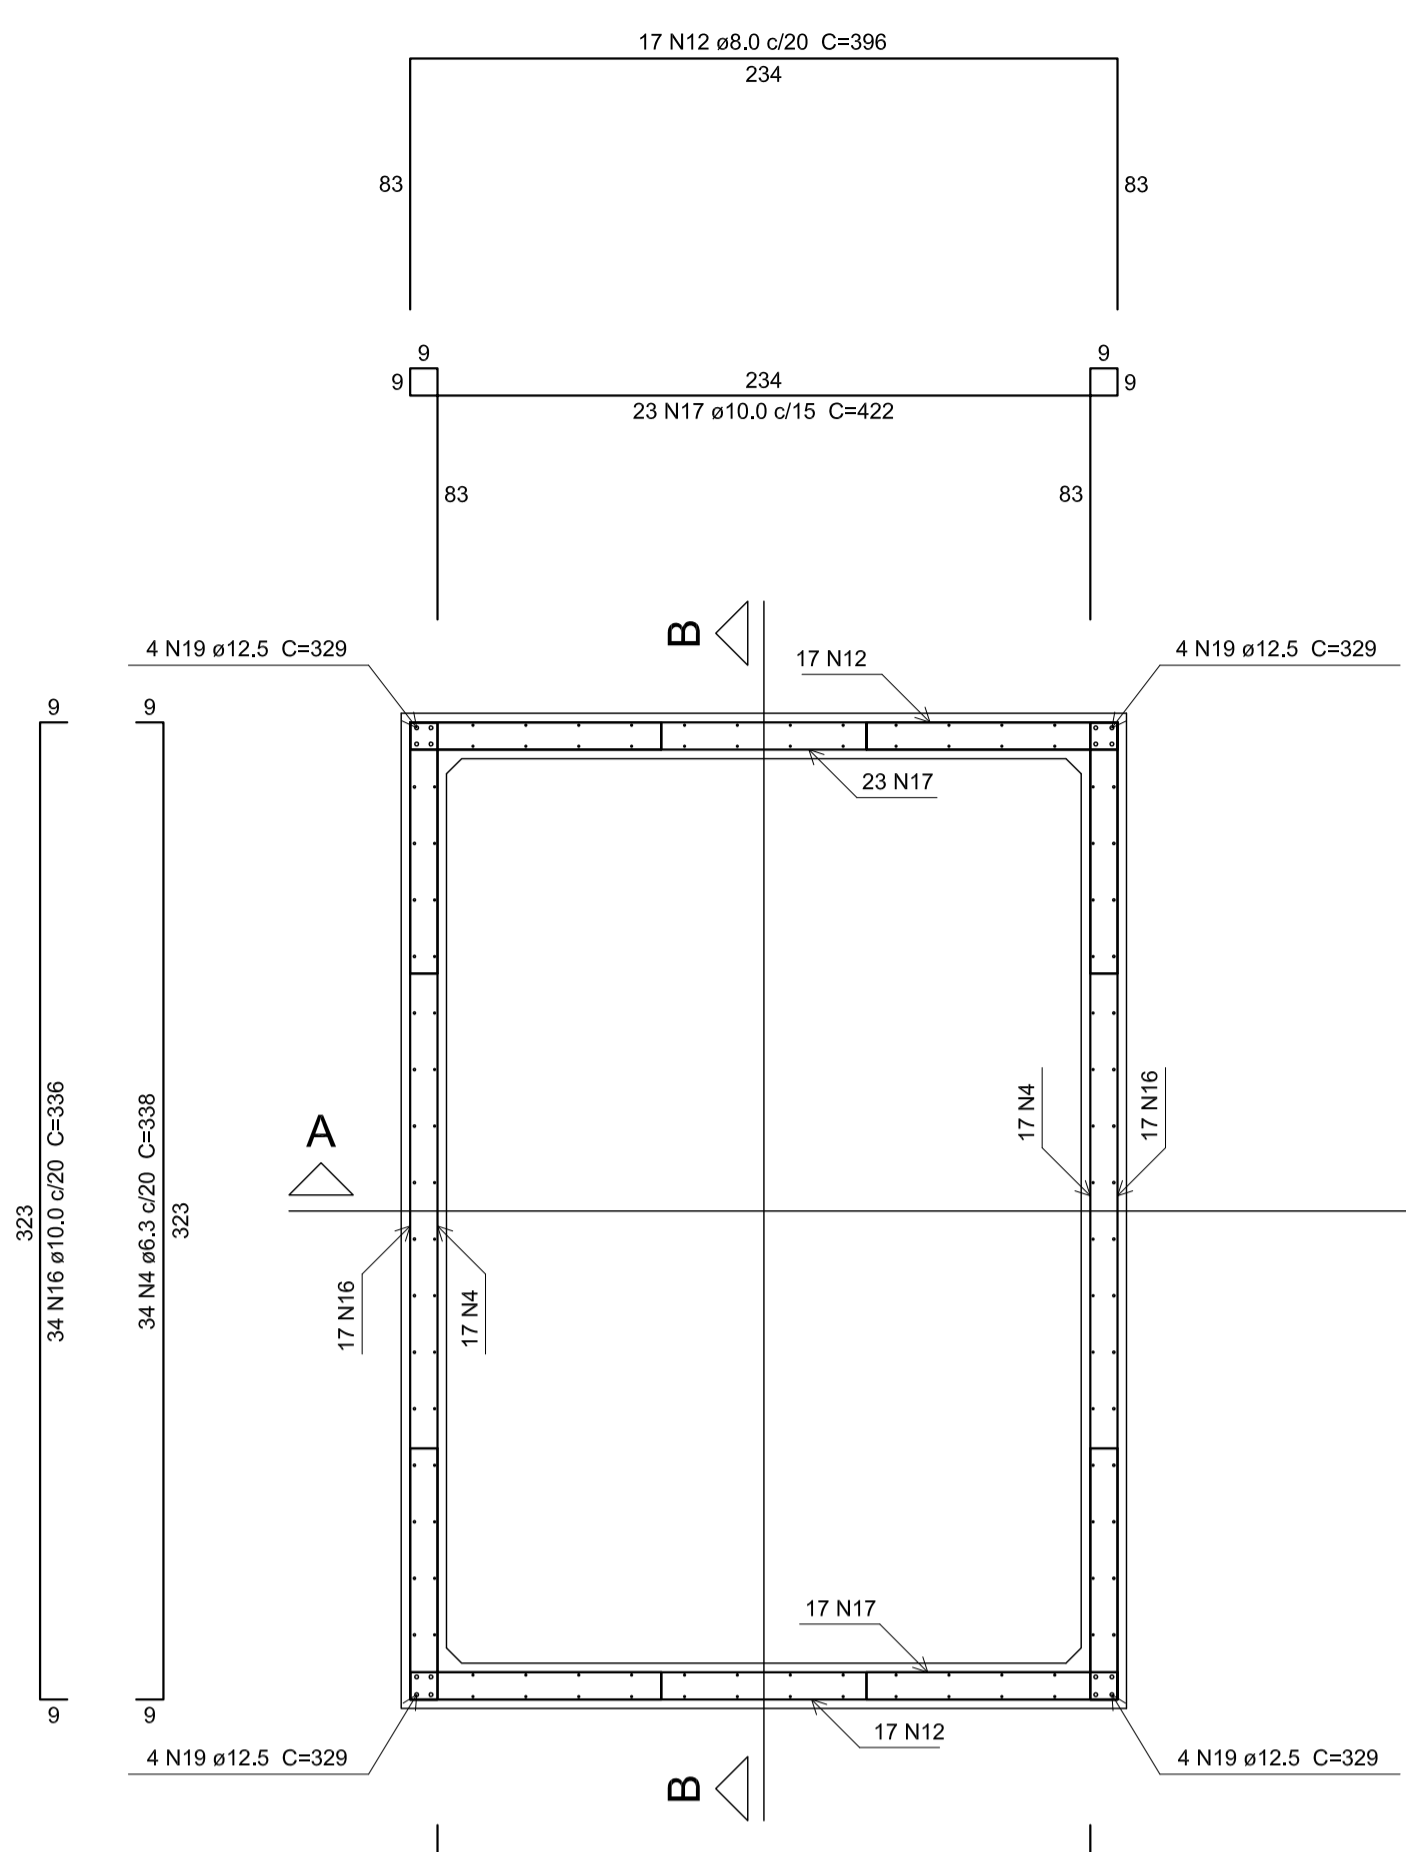 17 N12 ø8.0 c/20 C=396
234
83
83
9
9
9
234
9
23 N17 ø10.0 c/15 C=422
83
83
B
4 N19 ø12.5 C=329
17 N12
4 N19 ø12.5 C=329
9
9
23 N17
34 N16 ø10.0 c/20 C=336
323
34 N4 ø6.3 c/20 C=338
323
A
17 N4
17 N16
17 N16
17 N4
17 N17
9
9
17 N12
4 N19 ø12.5 C=329
4 N19 ø12.5 C=329
B